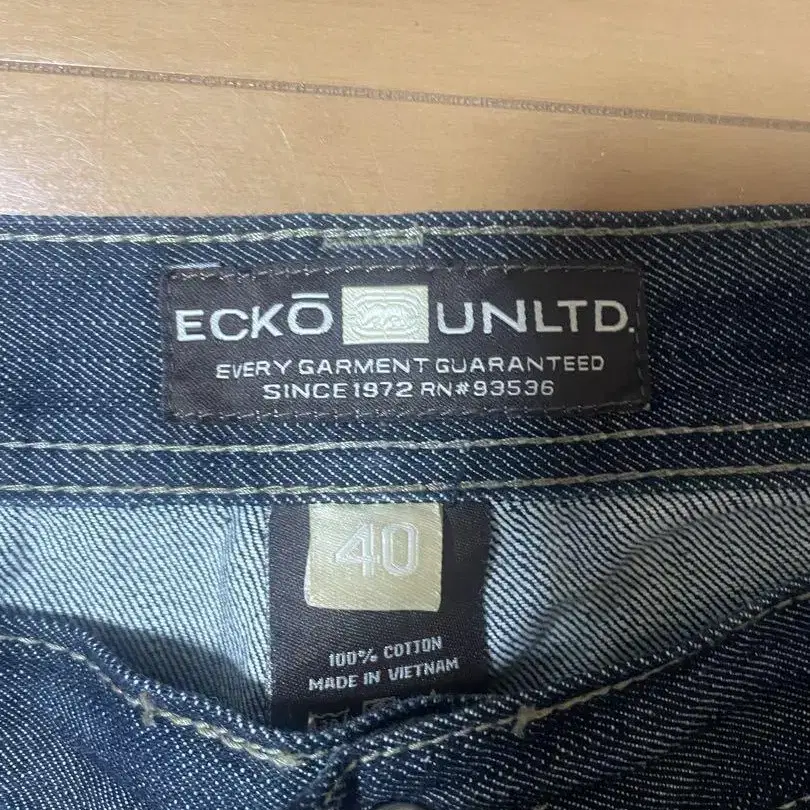 ECKŌ UNLTD.
EVERY GARMENT GUARANTEED
SINCE 1972 RN#93536
40
100% COTTON
MADE IN VIETNAM